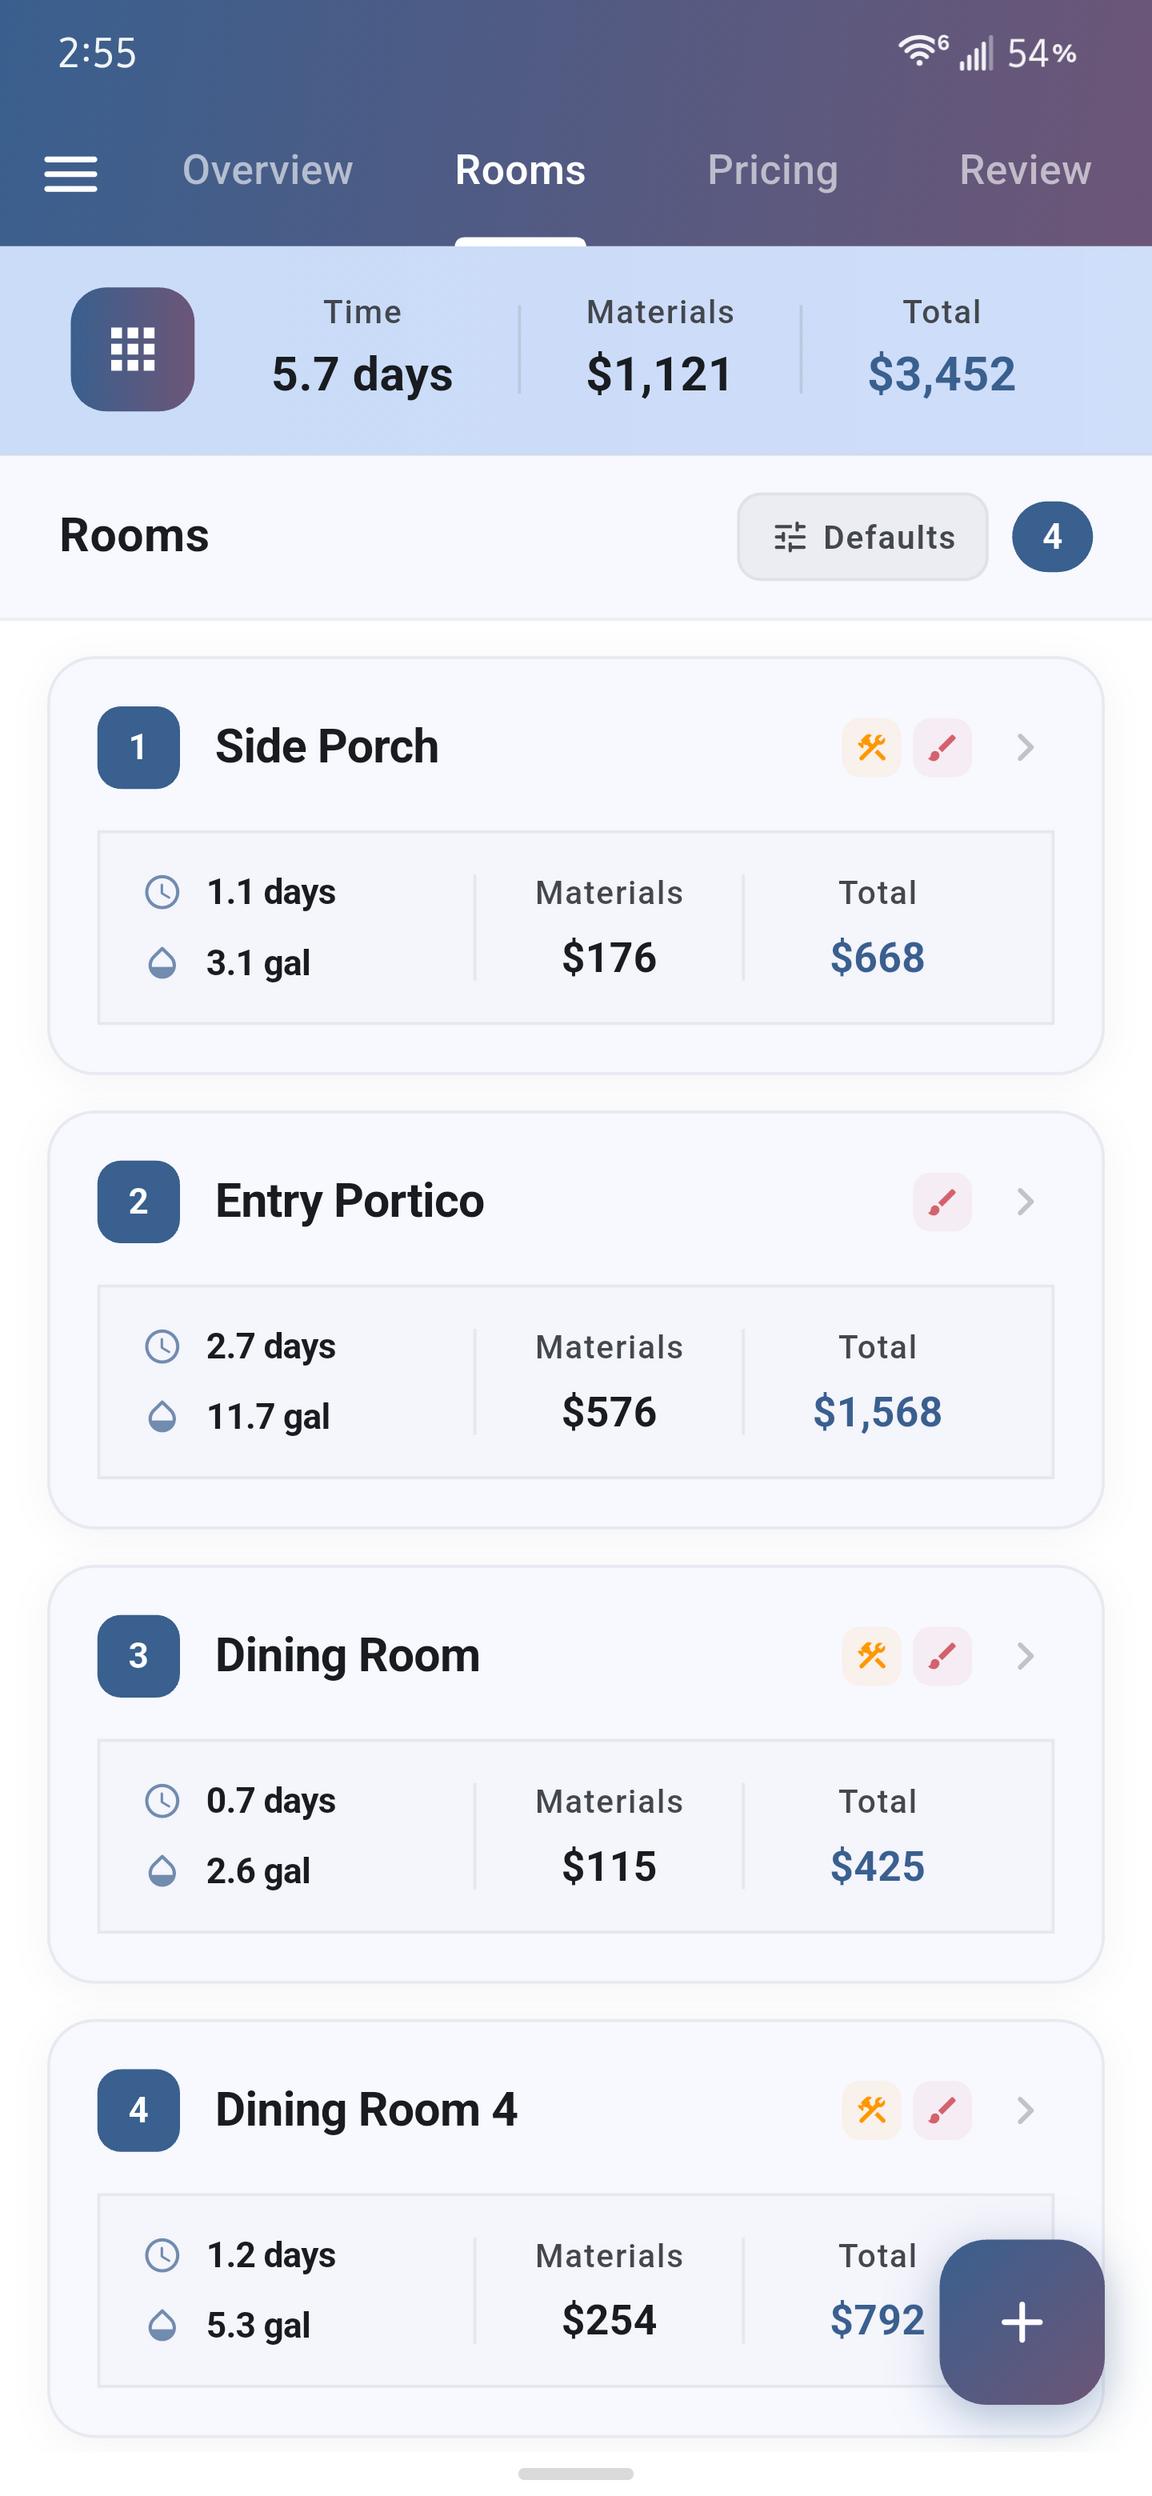 2:55 6 54%
Overview Rooms Pricing Review
Time Materials Total
5.7 days $1,121 $3,452
Rooms Defaults 4
1 Side Porch
1.1 days Materials Total
3.1 gal $176 $668
2 Entry Portico
2.7 days Materials Total
11.7 gal $576 $1,568
3 Dining Room
0.7 days Materials Total
2.6 gal $115 $425
4 Dining Room 4
1.2 days Materials Total
5.3 gal $254 $792